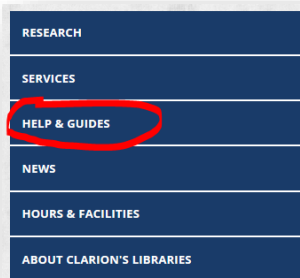 RESEARCH
SERVICES
HELP & GUIDES
NEWS
HOURS & FACILITIES
ABOUT CLARION'S LIBRARIES